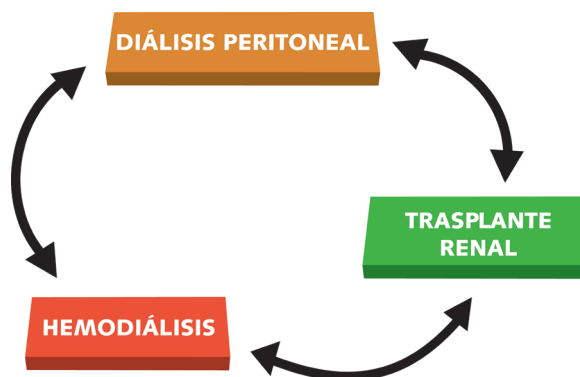 DIÁLISIS PERITONEAL
TRASPLANTE
RENAL
HEMODIÁLISIS